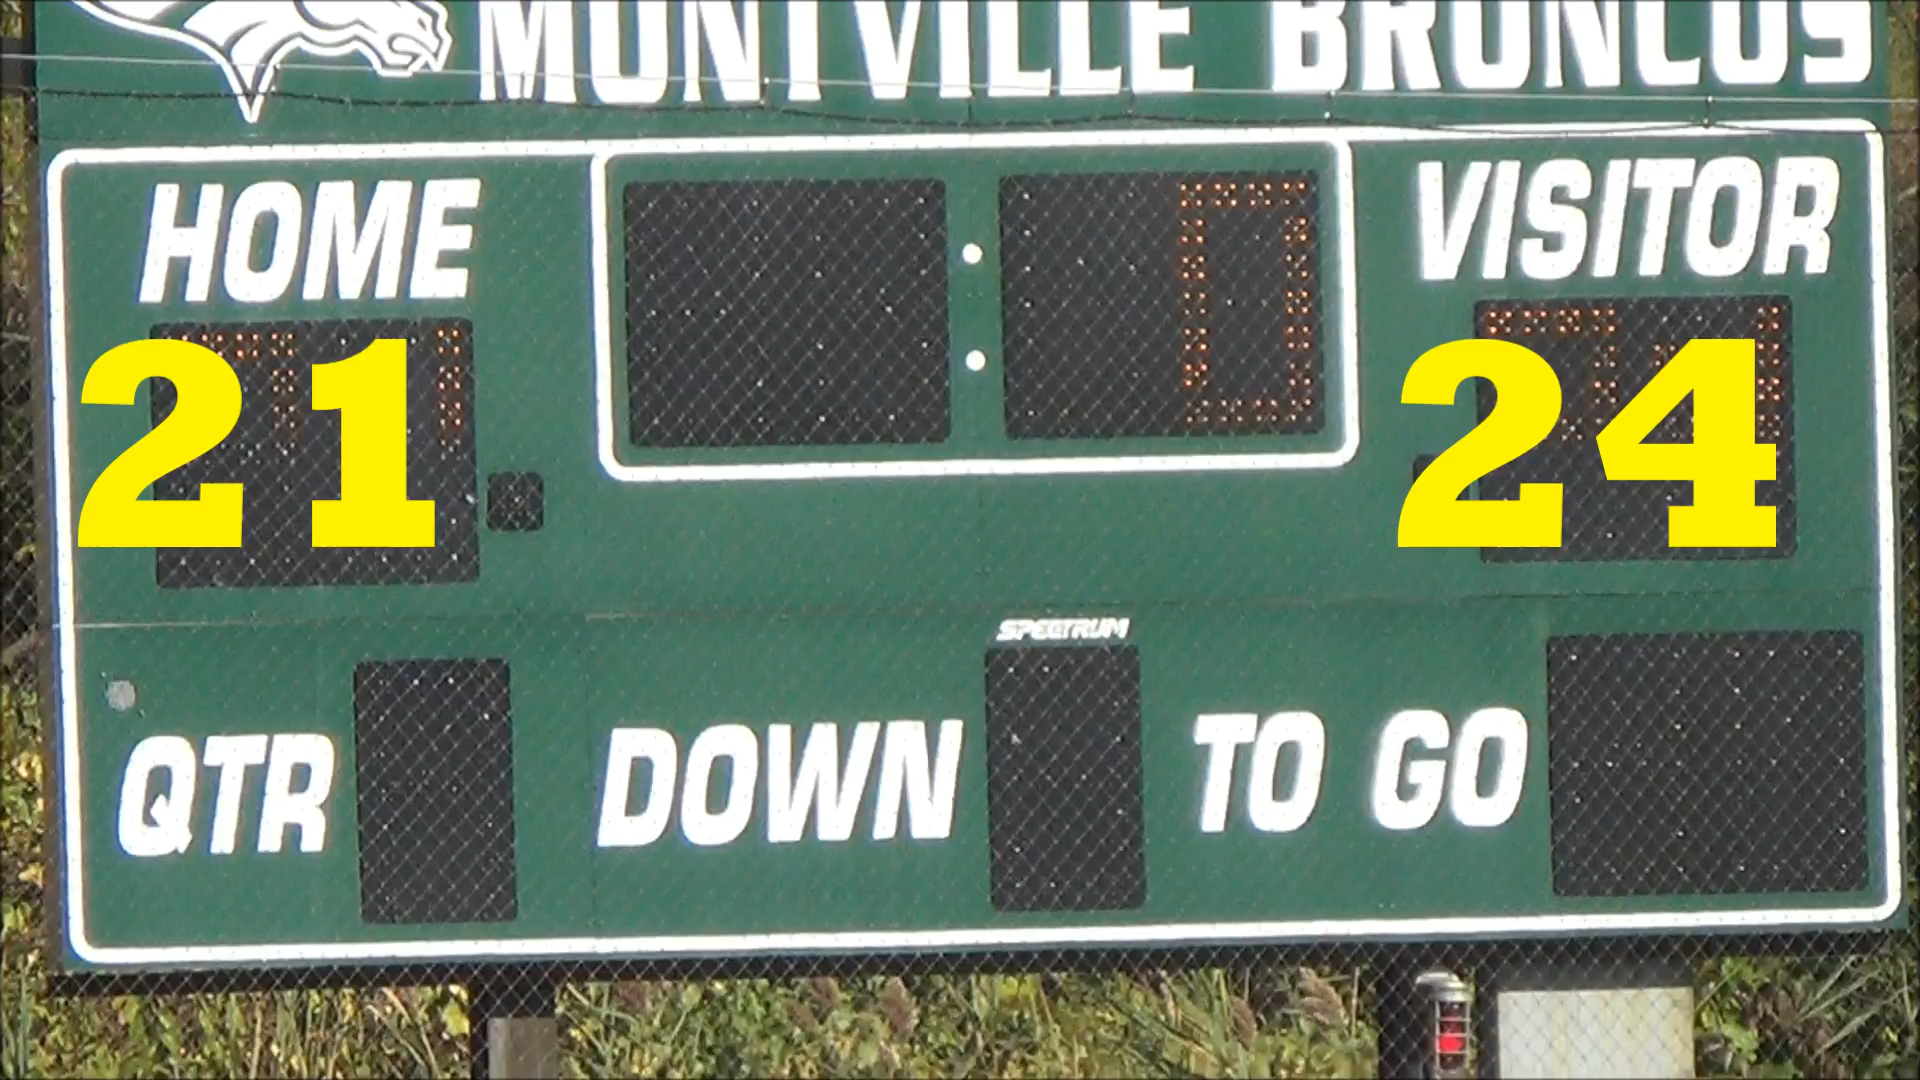 MONTVILLE BRONCOS
HOME
: 0
VISITOR
21
24
SPECTRUM
QTR
DOWN
TO GO